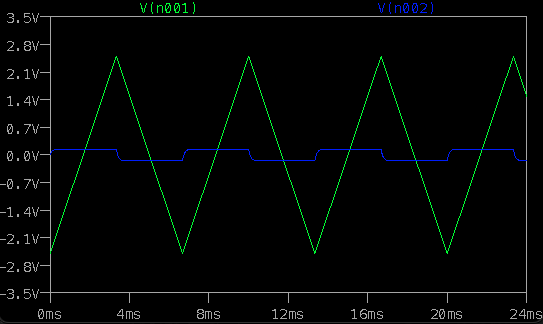 V(n001) V(n002)
3.5V
2.8V
2.1V
1.4V
0.7V
0.0V
-0.7V
-1.4V
-2.1V
-2.8V
-3.5V
0ms 4ms 8ms 12ms 16ms 20ms 24ms